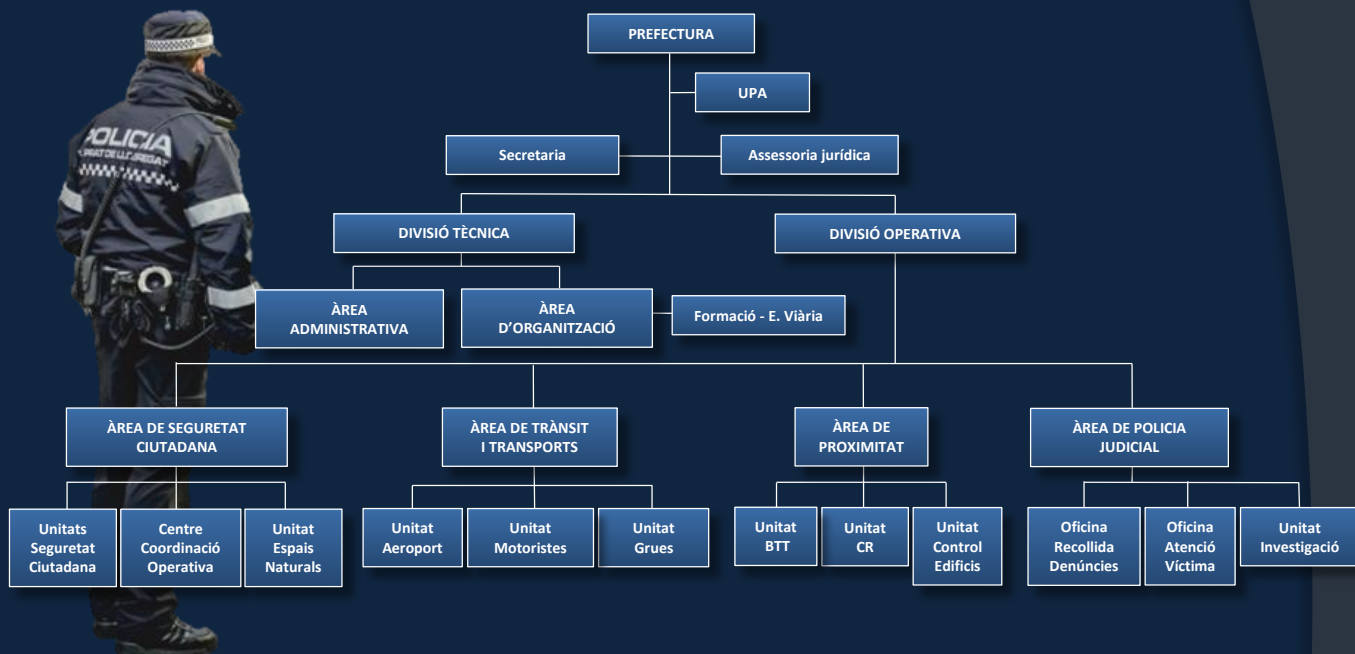 PREFECTURA
UPA
Secretaria
Assessoria jurídica
DIVISIÓ TÈCNICA
DIVISIÓ OPERATIVA
ÀREA
ADMINISTRATIVA
ÀREA
D'ORGANITZACIÓ
Formació - E. Viària
ÀREA DE SEGURETAT
CIUTADANA
ÀREA DE TRÀNSIT
I TRANSPORTS
ÀREA DE
PROXIMITAT
ÀREA DE POLICIA
JUDICIAL
Unitats
Seguretat
Ciutadana
Centre
Coordinació
Operativa
Unitat
Espais
Naturals
Unitat
Aeroport
Unitat
Motoristes
Unitat
Grues
Unitat
BTT
Unitat
CR
Unitat
Control
Edificis
Oficina
Recollida
Denúncies
Oficina
Atenció
Víctima
Unitat
Investigació
POLICIA
PRAT DE LLOBREGAT